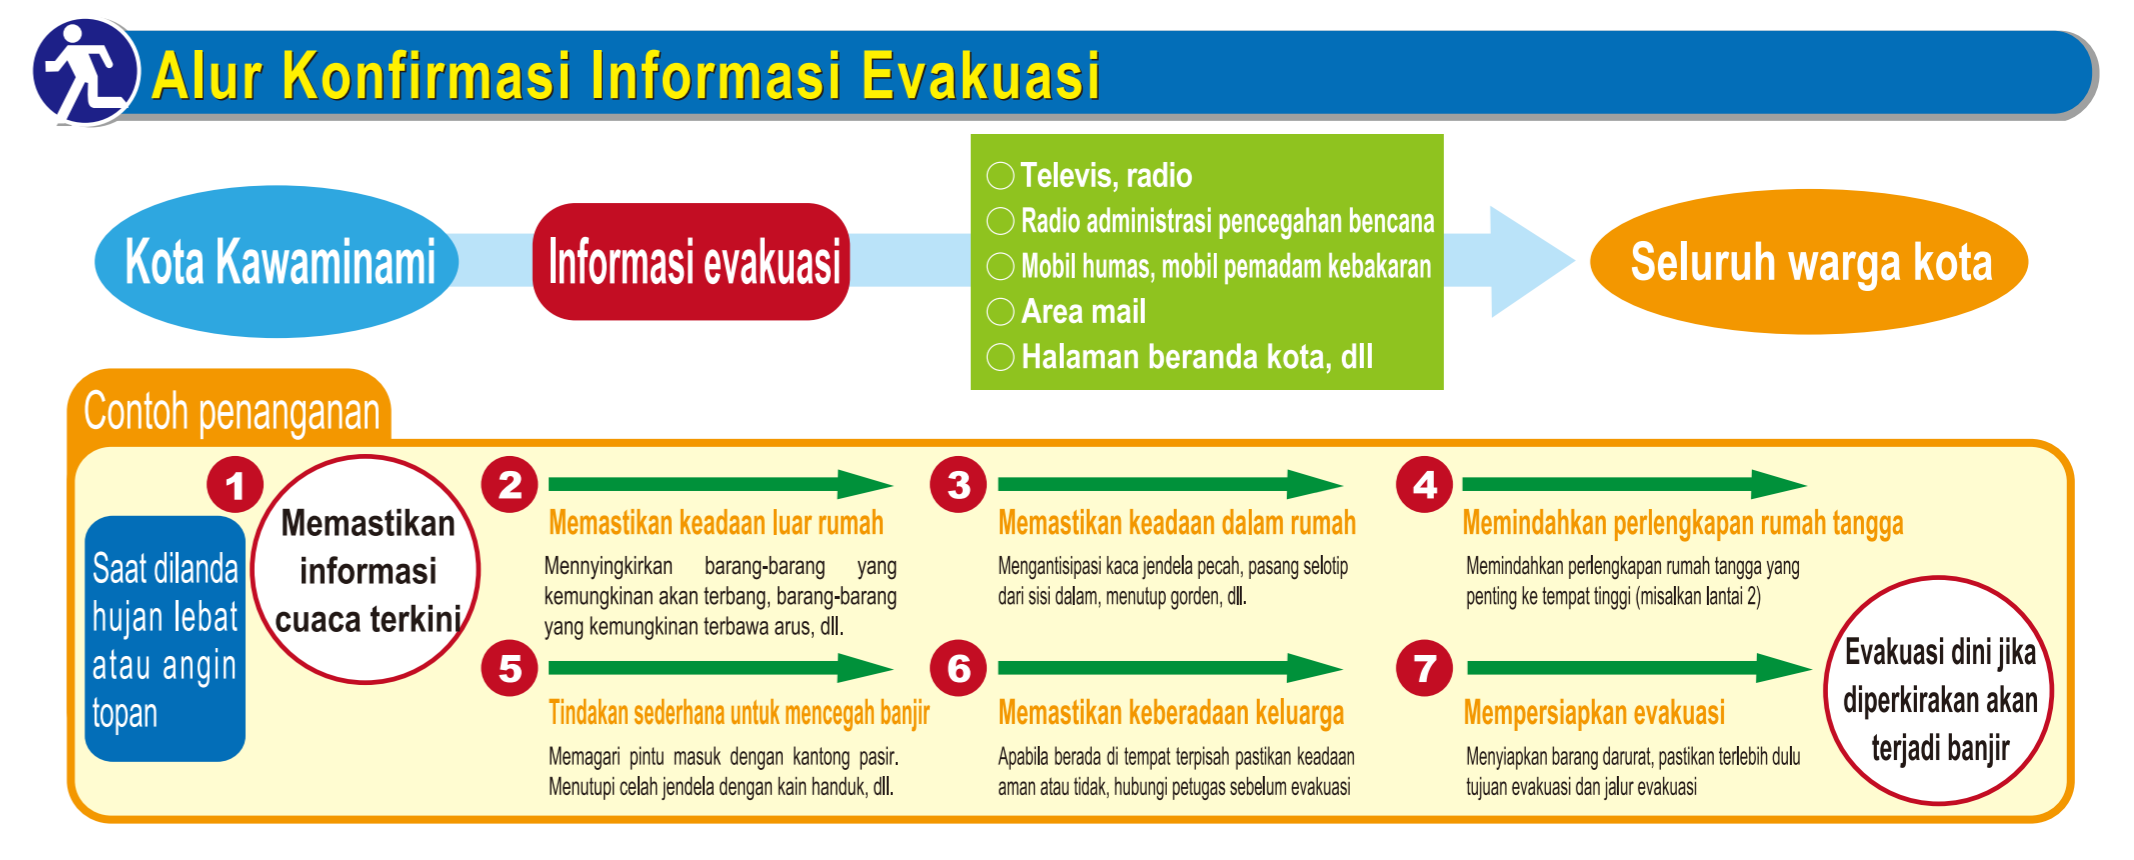 Alur Konfirmasi Informasi Evakuasi
Kota Kawaminami
Informasi evakuasi
○ Televis, radio
○ Radio administrasi pencegahan bencana
○ Mobil humas, mobil pemadam kebakaran
○ Area mail
○ Halaman beranda kota, dll
Seluruh warga kota
Contoh penanganan
Saat dilanda
hujan lebat
atau angin
topan
1
Memastikan
informasi
cuaca terkini
2
Memastikan keadaan luar rumah
Mennyingkirkan barang-barang yang
kemungkinan akan terbang, barang-barang
yang kemungkinan terbawa arus, dll.
3
Memastikan keadaan dalam rumah
Mengantisipasi kaca jendela pecah, pasang selotip
dari sisi dalam, menutup gorden, dll.
4
Memindahkan perlengkapan rumah tangga
Memindahkan perlengkapan rumah tangga yang
penting ke tempat tinggi (misalkan lantai 2)
5
Tindakan sederhana untuk mencegah banjir
Memagari pintu masuk dengan kantong pasir.
Menutupi celah jendela dengan kain handuk, dll.
6
Memastikan keberadaan keluarga
Apabila berada di tempat terpisah pastikan keadaan
aman atau tidak, hubungi petugas sebelum evakuasi
7
Mempersiapkan evakuasi
Menyiapkan barang darurat, pastikan terlebih dulu
tujuan evakuasi dan jalur evakuasi
Evakuasi dini jika
diperkirakan akan
terjadi banjir